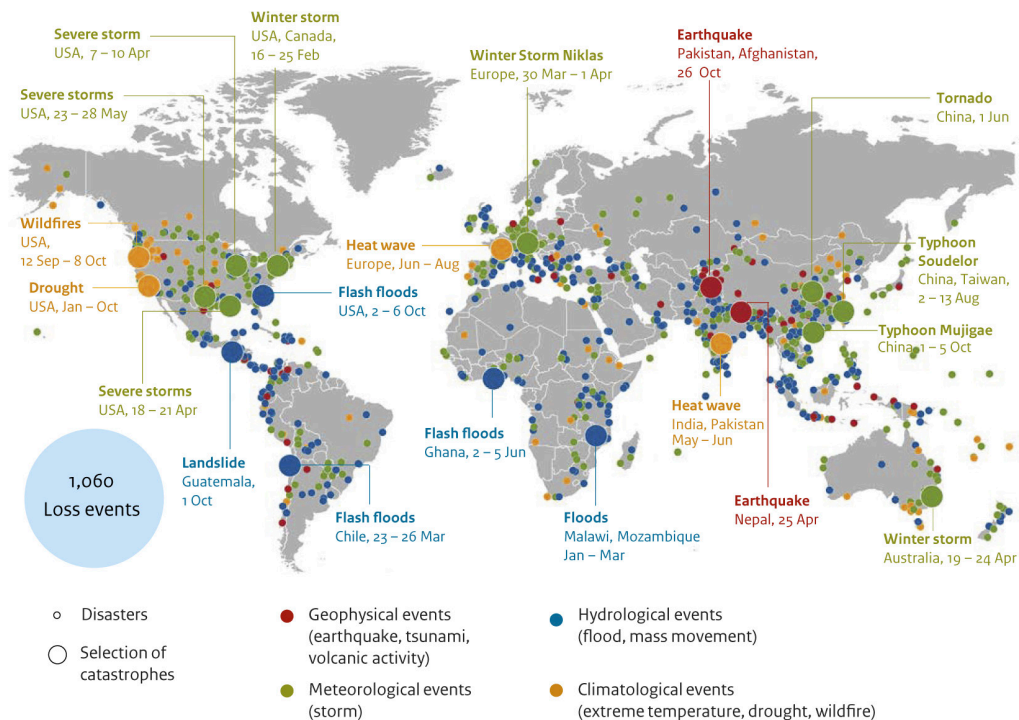 Severe storm
USA, 7 – 10 Apr
Winter storm
USA, Canada,
16 – 25 Feb
Winter Storm Niklas
Europe, 30 Mar – 1 Apr
Earthquake
Pakistan, Afghanistan,
26 Oct
Severe storms
USA, 23 – 28 May
Tornado
China, 1 Jun
Wildfires
USA,
12 Sep – 8 Oct
Drought
USA, Jan – Oct
Heat wave
Europe, Jun – Aug
Flash floods
USA, 2 – 6 Oct
Typhoon
Soudelor
China, Taiwan,
2 – 13 Aug
Typhoon Mujigae
China, 1 – 5 Oct
Severe storms
USA, 18 – 21 Apr
Heat wave
India, Pakistan
May – Jun
Flash floods
Ghana, 2 – 5 Jun
Landslide
Guatemala,
1 Oct
1,060
Loss events
Flash floods
Chile, 23 – 26 Mar
Floods
Malawi, Mozambique
Jan – Mar
Earthquake
Nepal, 25 Apr
Winter storm
Australia, 19 – 24 Apr
Disasters
Selection of
catastrophes
Geophysical events
(earthquake, tsunami,
volcanic activity)
Meteorological events
(storm)
Hydrological events
(flood, mass movement)
Climatological events
(extreme temperature, drought, wildfire)